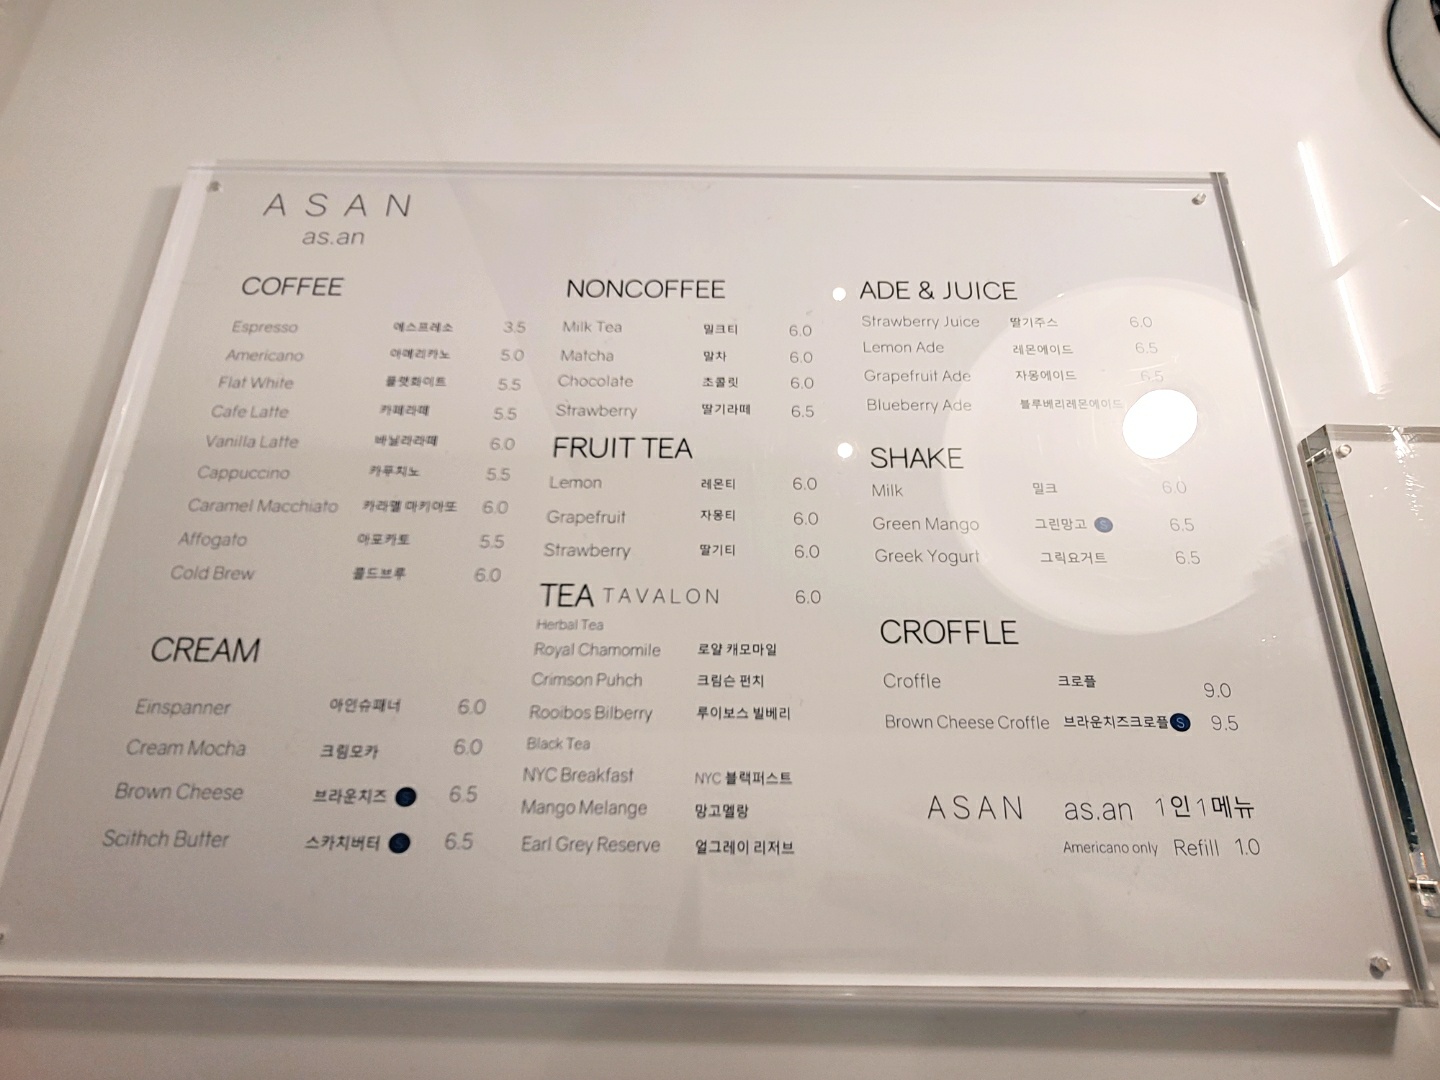 ASAN
as.an
COFFEE
Espresso 에스프레소 3.5
Americano 아메리카노 5.0
Flat White 플랫화이트 5.5
Cafe Latte 카페라떼 5.5
Vanilla Latte 바닐라라떼 6.0
Cappuccino 카푸치노 5.5
Caramel Macchiato 카라멜 마키아또 6.0
Affogato 아포카토 5.5
Cold Brew 콜드브루 6.0
CREAM
Einspanner 아인슈패너 6.0
Cream Mocha 크림모카 6.0
Brown Cheese 브라운치즈 S 6.5
Scithch Butter 스카치버터 S 6.5
NONCOFFEE
Milk Tea 밀크티 6.0
Matcha 말차 6.0
Chocolate 초콜릿 6.0
Strawberry 딸기라떼 6.5
FRUIT TEA
Lemon 레몬티 6.0
Grapefruit 자몽티 6.0
Strawberry 딸기티 6.0
TEA TAVALON 6.0
Herbal Tea
Royal Chamomile 로얄 캐모마일
Crimson Puhch 크림슨 펀치
Rooibos Bilberry 루이보스 빌베리
Black Tea
NYC Breakfast NYC 블랙퍼스트
Mango Melange 망고멜랑
Earl Grey Reserve 얼그레이 리저브
ADE & JUICE
Strawberry Juice 딸기주스 6.0
Lemon Ade 레몬에이드 6.5
Grapefruit Ade 자몽에이드 6.5
Blueberry Ade 블루베리레몬에이드
SHAKE
Milk 밀크 6.0
Green Mango 그린망고 S 6.5
Greek Yogurt 그릭요거트 6.5
CROFFLE
Croffle 크로플 9.0
Brown Cheese Croffle 브라운치즈크로플 S 9.5
ASAN as.an 1인1메뉴
Americano only Refill 1.0